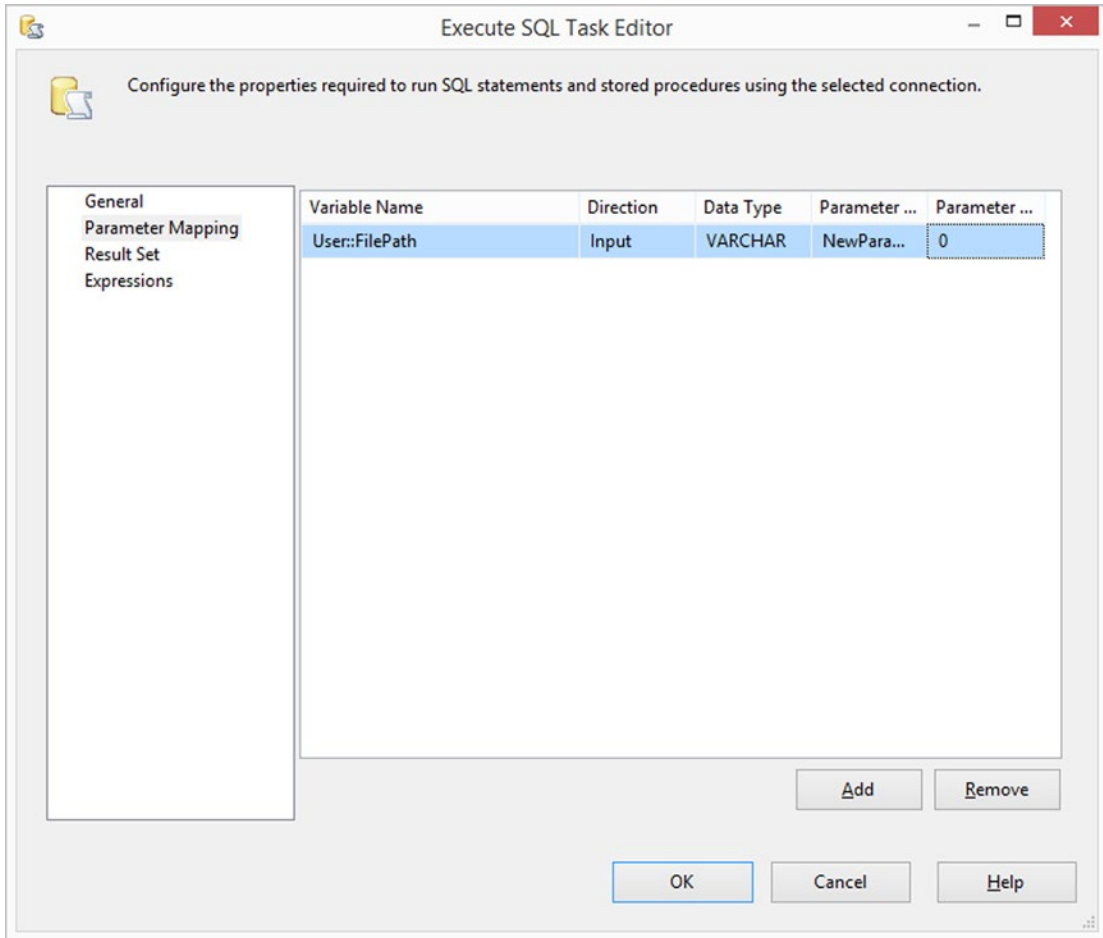 Execute SQL Task Editor
Configure the properties required to run SQL statements and stored procedures using the selected connection.
General
Parameter Mapping
Result Set
Expressions
Variable Name Direction Data Type Parameter ... Parameter ...
User::FilePath Input VARCHAR NewPara... 0
Add Remove
OK Cancel Help